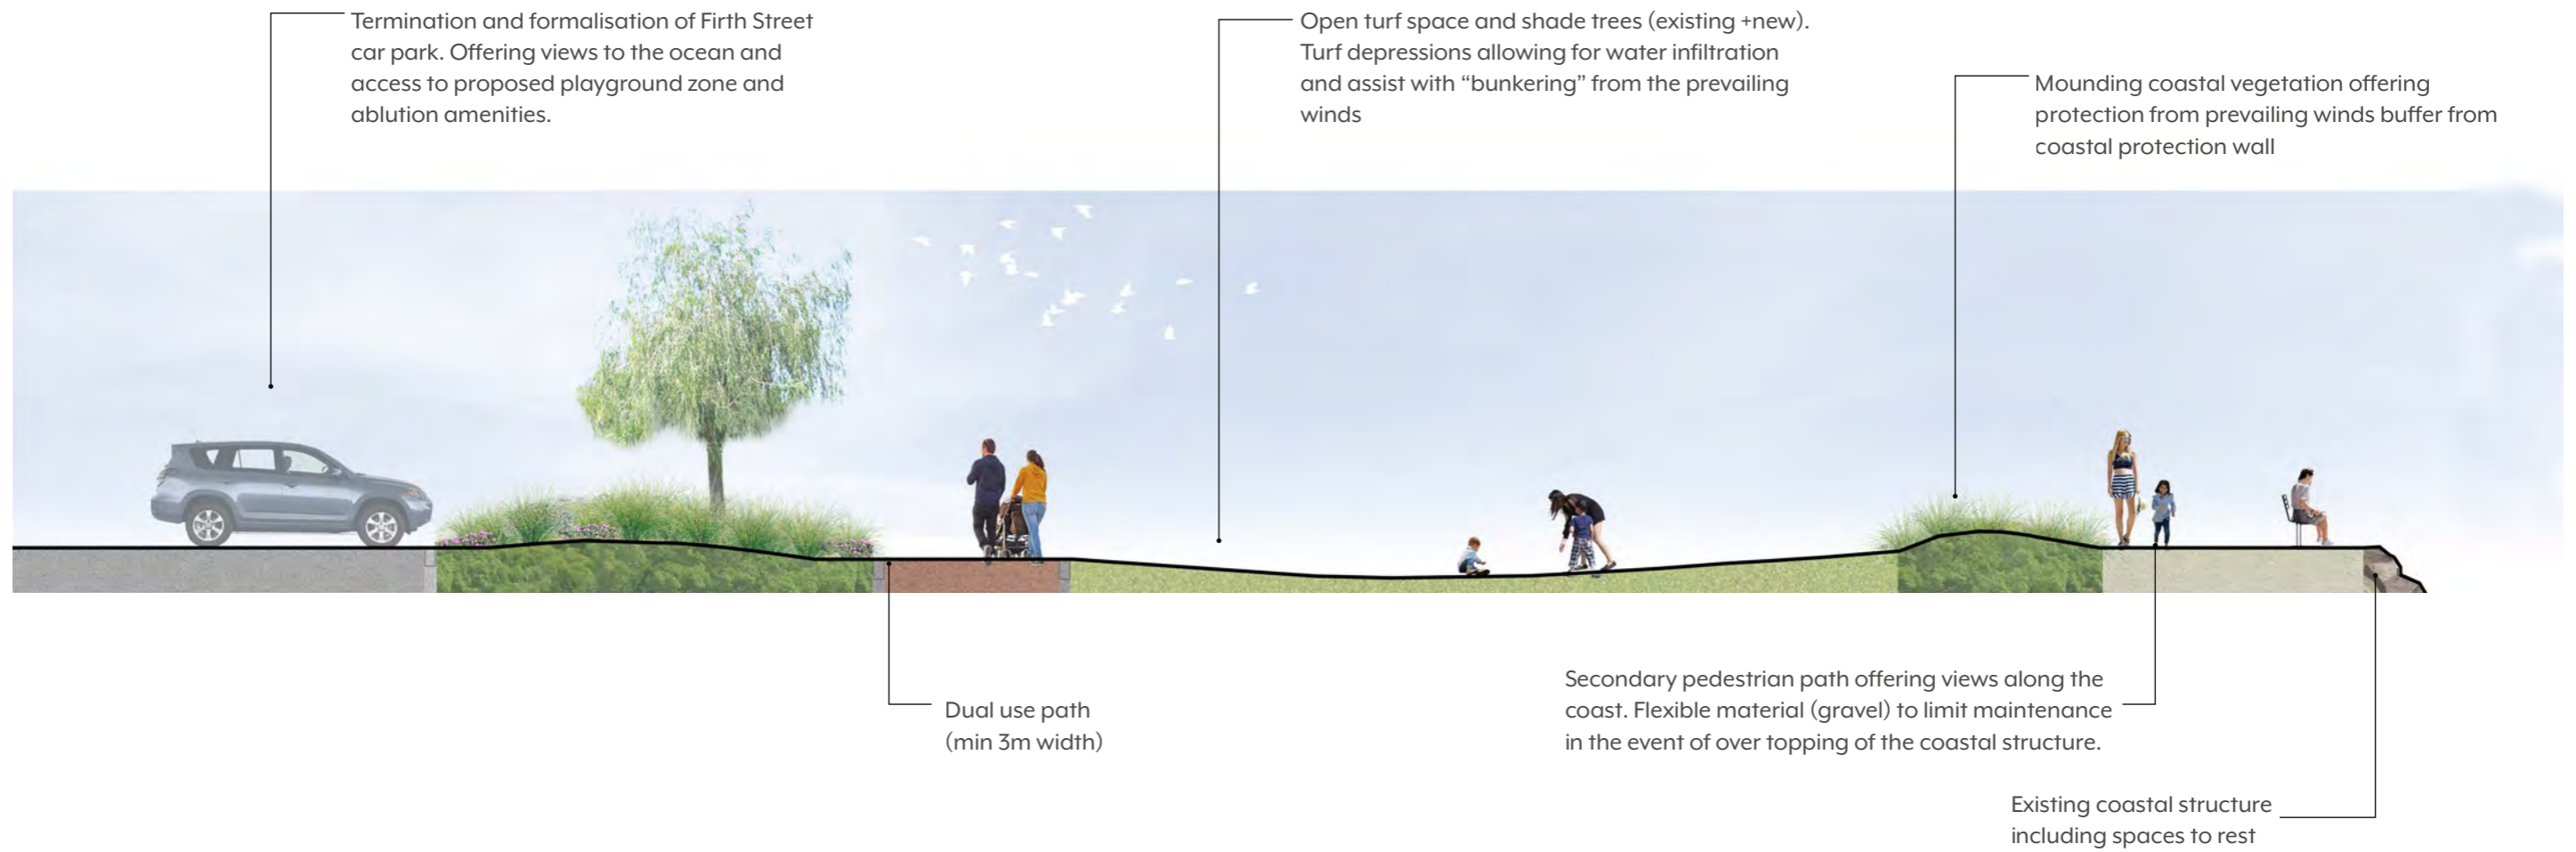 Termination and formalisation of Firth Street
car park. Offering views to the ocean and
access to proposed playground zone and
ablution amenities.
Open turf space and shade trees (existing +new).
Turf depressions allowing for water infiltration
and assist with “bunkering” from the prevailing
winds
Mounding coastal vegetation offering
protection from prevailing winds buffer from
coastal protection wall
Dual use path
(min 3m width)
Secondary pedestrian path offering views along the
coast. Flexible material (gravel) to limit maintenance
in the event of over topping of the coastal structure.
Existing coastal structure
including spaces to rest